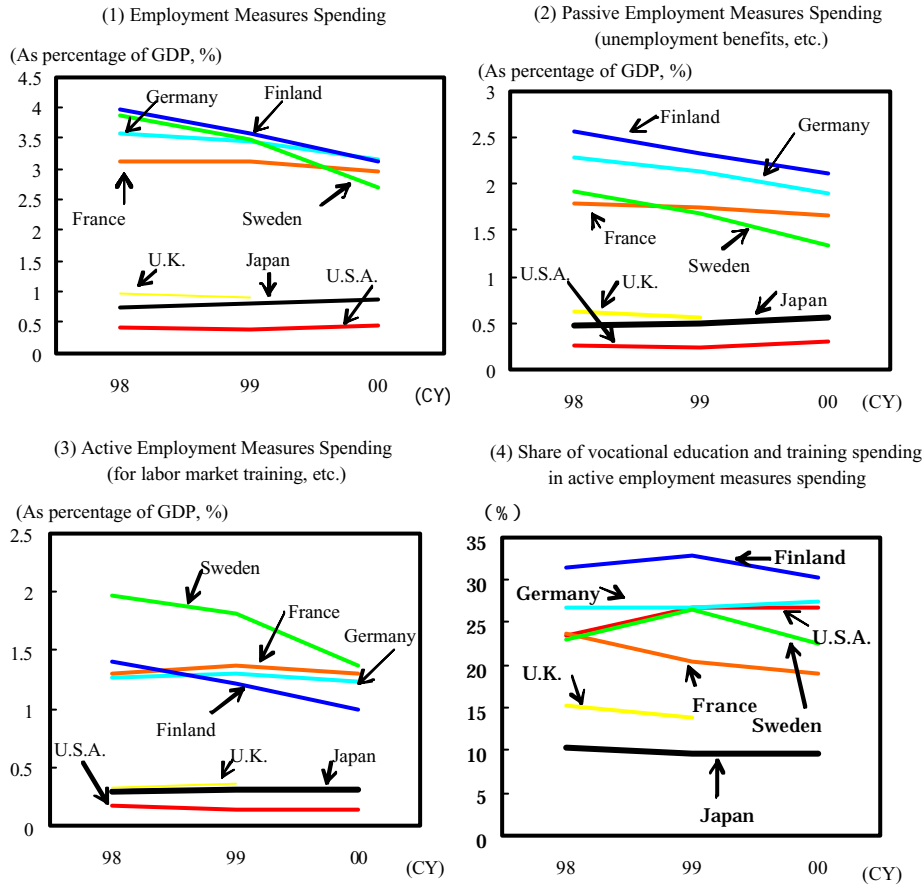 (1) Employment Measures Spending
(As percentage of GDP, %)
4.5
4
3.5
3
2.5
2
1.5
1
0.5
0
Germany
Finland
France
Sweden
U.K.
Japan
U.S.A.
98
99
00
(CY)
(2) Passive Employment Measures Spending
(unemployment benefits, etc.)
(As percentage of GDP, %)
3
2.5
2
1.5
1
0.5
0
Finland
Germany
France
Sweden
U.S.A.
U.K.
Japan
98
99
00
(CY)
(3) Active Employment Measures Spending
(for labor market training, etc.)
(As percentage of GDP, %)
2.5
2
1.5
1
0.5
0
Sweden
France
Germany
Finland
U.S.A.
U.K.
Japan
98
99
00
(CY)
(4) Share of vocational education and training spending
in active employment measures spending
(%)
35
30
25
20
15
10
5
0
Finland
Germany
U.S.A.
U.K.
France
Sweden
Japan
98
99
00
(CY)